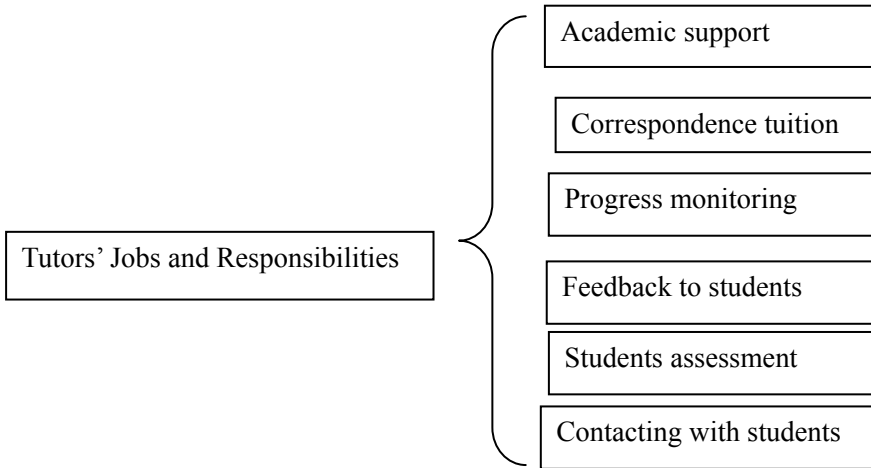 Tutors’ Jobs and Responsibilities
Academic support
Correspondence tuition
Progress monitoring
Feedback to students
Students assessment
Contacting with students